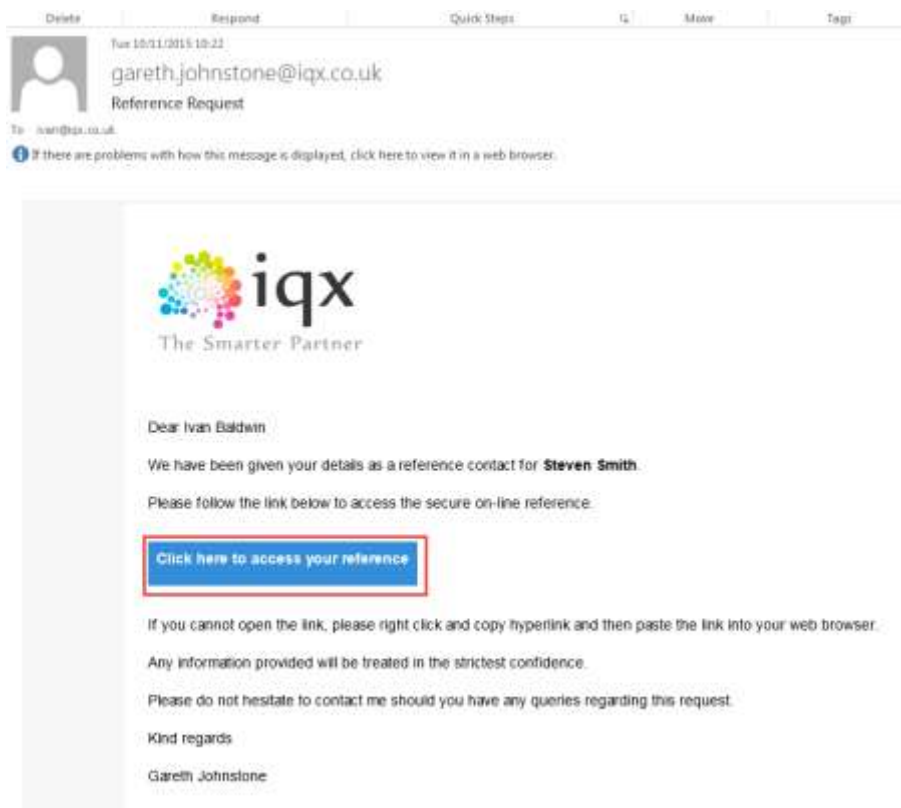 Delete Respond Quick Steps Move Tags
Tue 10/11/2015 10:22
gareth.johnstone@iqx.co.uk
Reference Request
To ivan@iqx.co.uk
If there are problems with how this message is displayed, click here to view it in a web browser.
iqx
The Smarter Partner
Dear Ivan Baldwin
We have been given your details as a reference contact for Steven Smith.
Please follow the link below to access the secure on-line reference.
Click here to access your reference
If you cannot open the link, please right click and copy hyperlink and then paste the link into your web browser.
Any information provided will be treated in the strictest confidence.
Please do not hesitate to contact me should you have any queries regarding this request.
Kind regards
Gareth Johnstone